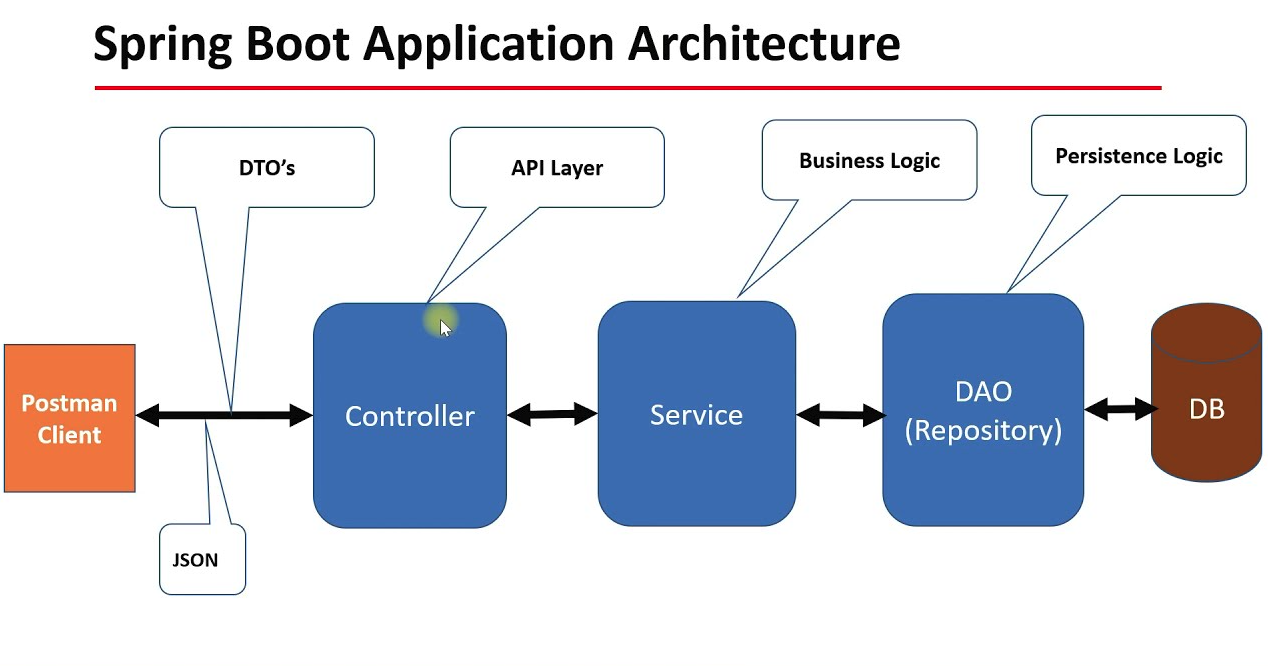 Spring Boot Application Architecture
DTO’s
API Layer
Business Logic
Persistence Logic
Postman
Client
Controller
Service
DAO
(Repository)
DB
JSON